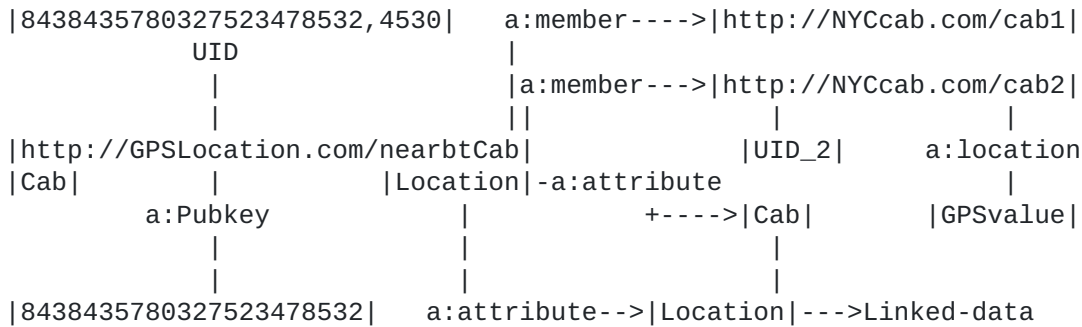 |8438435780327523478532,4530| a:member---->|http://NYCcab.com/cab1|
UID |
| |a:member--->|http://NYCcab.com/cab2|
| || | |
|http://GPSLocation.com/nearbtCab| |UID_2| a:location
|Cab| | |Location|-a:attribute |
a:Pubkey | +---->|Cab| |GPSvalue|
| | |
| | |
|8438435780327523478532| a:attribute-->|Location|--->Linked-data